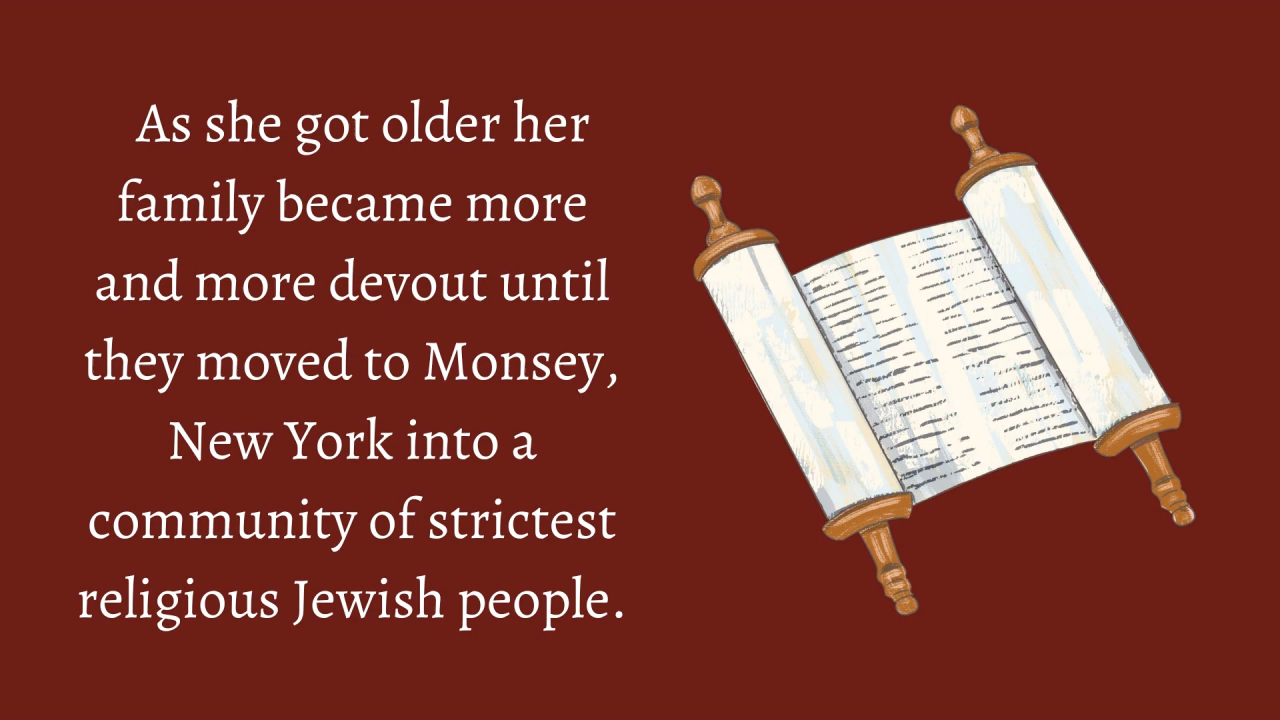 As she got older her
family became more
and more devout until
they moved to Monsey,
New York into a
community of strictest
religious Jewish people.